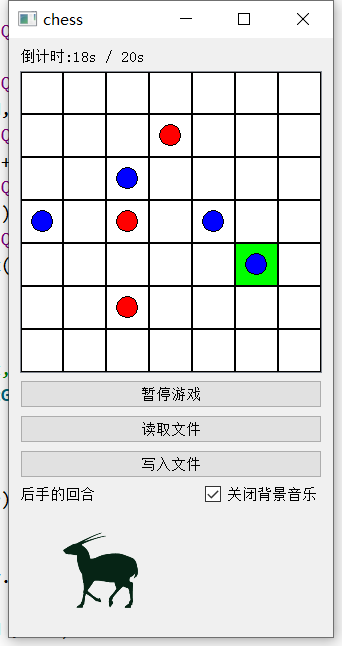 chess
倒计时:18s / 20s
暂停游戏
读取文件
写入文件
后手的回合
关闭背景音乐